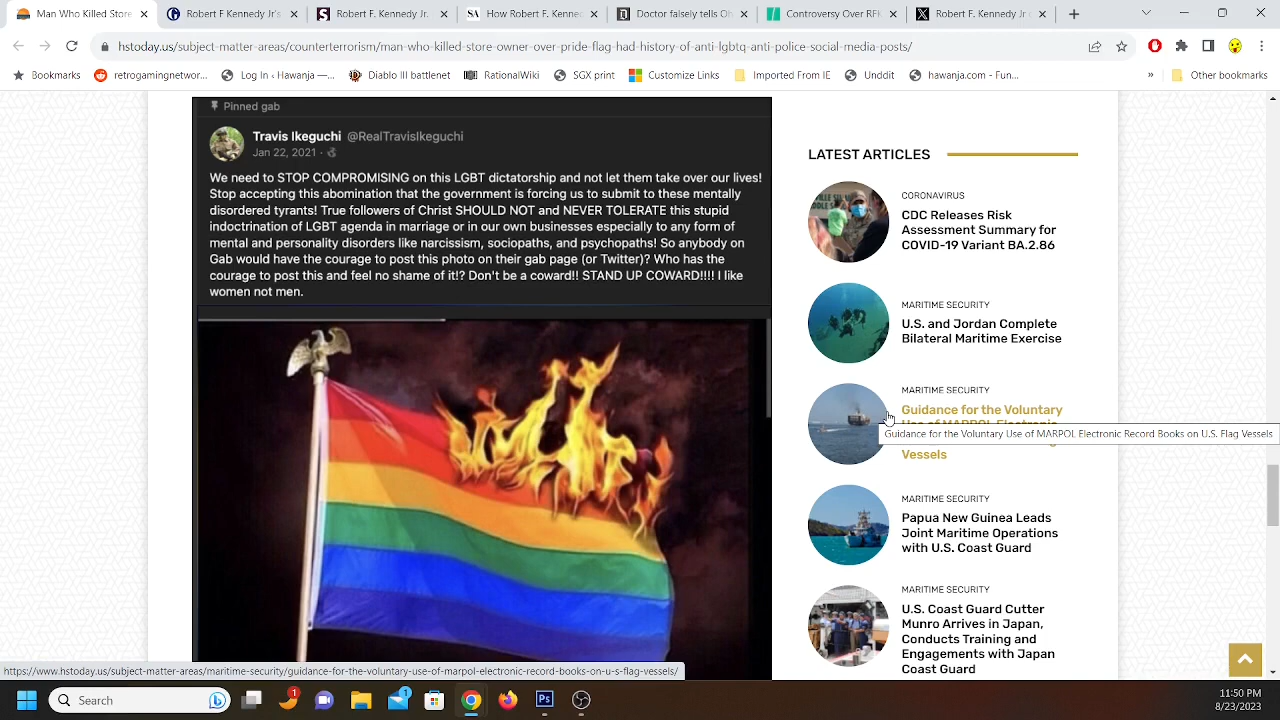 Man Who
Robert F. Kennedy
Schenk Jr.
Robert Kennedy Jr.
How dictator
Doctor falsely tell
COVID Revenge
hstoday.us/subject-matter-areas/counterterrorism/man-who-killed-store-owner-over-pride-flag-had-history-of-anti-lgbtq-anti-police-social-media-posts/
Bookmarks retrogamingnetwor... Log In ‹ Hawanja —... Diablo III battlenet RationalWiki SGX print Customize Links Imported From IE Unddit hawanja.com - Fun... » Other bookmarks
Pinned gab
Travis Ikeguchi @RealTravisIkeguchi
Jan 22, 2021 ·
We need to STOP COMPROMISING on this LGBT dictatorship and not let them take over our lives!
Stop accepting this abomination that the government is forcing us to submit to these mentally
disordered tyrants! True followers of Christ SHOULD NOT and NEVER TOLERATE this stupid
indoctrination of LGBT agenda in marriage or in our own businesses especially to any form of
mental and personality disorders like narcissism, sociopaths, and psychopaths! So anybody on
Gab would have the courage to post this photo on their gab page (or Twitter)? Who has the
courage to post this and feel no shame of it!? Don't be a coward!! STAND UP COWARD!!!! I like
women not men.
LATEST ARTICLES
CORONAVIRUS
CDC Releases Risk
Assessment Summary for
COVID-19 Variant BA.2.86
MARITIME SECURITY
U.S. and Jordan Complete
Bilateral Maritime Exercise
MARITIME SECURITY
Guidance for the Voluntary
Guidance for the Voluntary Use of MARPOL Electronic Record Books on U.S. Flag Vessels
Vessels
MARITIME SECURITY
Papua New Guinea Leads
Joint Maritime Operations
with U.S. Coast Guard
MARITIME SECURITY
U.S. Coast Guard Cutter
Munro Arrives in Japan,
Conducts Training and
Engagements with Japan
Coast Guard
https://www.hstoday.us/subject-matter-areas/maritime-security/guidance-for-the-voluntary-use-of-marpol-electronic-record-books-on-u-s-flag-vessels/
Search
11:50 PM
8/23/2023